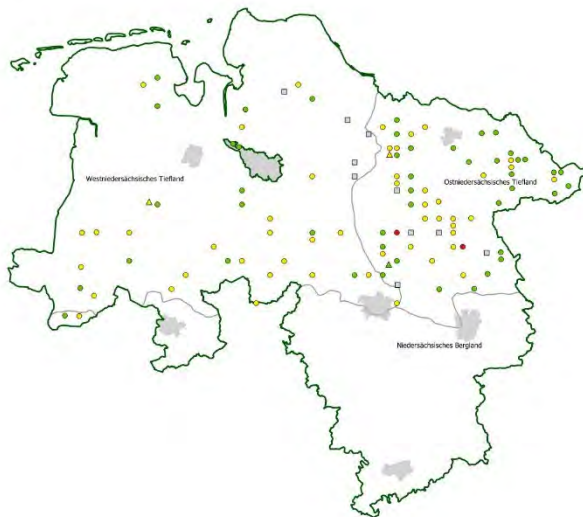 Westniedersächsisches Tiefland
Ostniedersächsisches Tiefland
Niedersächsisches Bergland